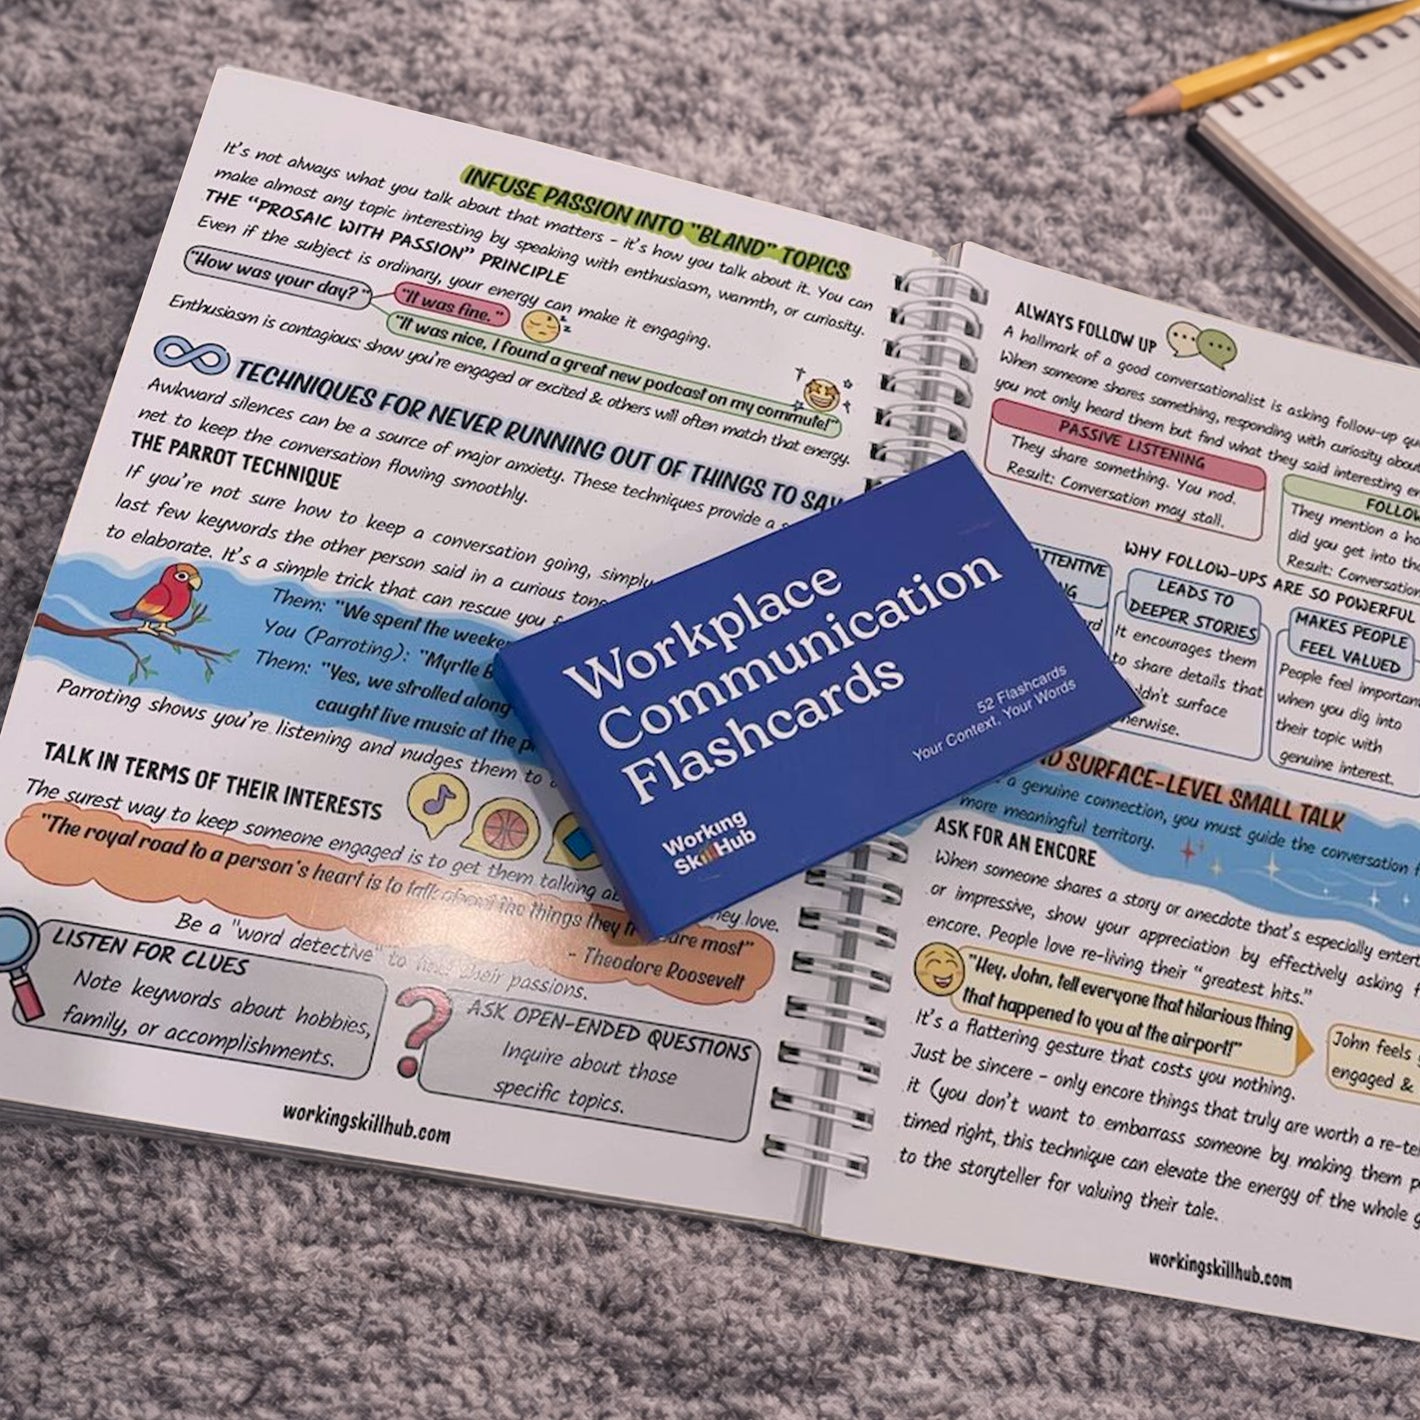 INFUSE PASSION INTO "BLAND" TOPICS
It's not always what you talk about that matters - it's how you talk about it. You can
make almost any topic interesting by speaking with enthusiasm, warmth, or curiosity.
THE "PROSAIC WITH PASSION" PRINCIPLE
Even if the subject is ordinary, your energy can make it engaging.
"How was your day?"
"It was fine."
"It was nice, I found a great new podcast on my commute!"
Enthusiasm is contagious: show you're engaged or excited & others will often match that energy.
TECHNIQUES FOR NEVER RUNNING OUT OF THINGS TO SAY
Awkward silences can be a source of major anxiety. These techniques provide a
net to keep the conversation flowing smoothly.
THE PARROT TECHNIQUE
If you're not sure how to keep a conversation going, simply
last few keywords the other person said in a curious tone
to elaborate. It's a simple trick that can rescue you
Them: "We spent the
You (Parroting): "Myrtle
Them: "Yes, we strolled along
caught live music at the
Parroting shows you're listening and nudges them to
TALK IN TERMS OF THEIR INTERESTS
The surest way to keep someone engaged is to get them talking
they love.
"The royal road to a person's heart is to talk about the things they
most"
- Theodore Roosevelt
Be a "word detective" to hear their passions.
LISTEN FOR CLUES
Note keywords about hobbies,
family, or accomplishments.
ASK OPEN-ENDED QUESTIONS
Inquire about those
specific topics.
workingskillhub.com
Workplace
Communication
Flashcards
52 Flashcards
Your Context, Your Words
Working
SkillHub
ALWAYS FOLLOW UP
A hallmark of a good conversationalist is asking follow-up
When someone shares something, responding with curiosity
you not only heard them but find what they said interesting
PASSIVE LISTENING
They share something. You nod.
Result: Conversation may stall.
They mention a
did you get into
Result: Conversation
WHY FOLLOW-UPS ARE SO POWERFUL
LEADS TO
DEEPER STORIES
It encourages them
to share details that
surface
MAKES PEOPLE
FEEL VALUED
People feel important
when you dig into
their topic with
genuine interest.
SURFACE-LEVEL SMALL TALK
a genuine connection, you must guide the conversation
more meaningful territory.
ASK FOR AN ENCORE
When someone shares a story or anecdote that's especially
or impressive, show your appreciation by effectively asking
encore. People love re-living their "greatest hits."
"Hey, John, tell everyone that hilarious thing
that happened to you at the airport!"
John feels
engaged &
It's a flattering gesture that costs you nothing.
Just be sincere - only encore things that truly are worth a
it (you don't want to embarrass someone by making them
timed right, this technique can elevate the energy of the whole
to the storyteller for valuing their tale.
workingskillhub.com